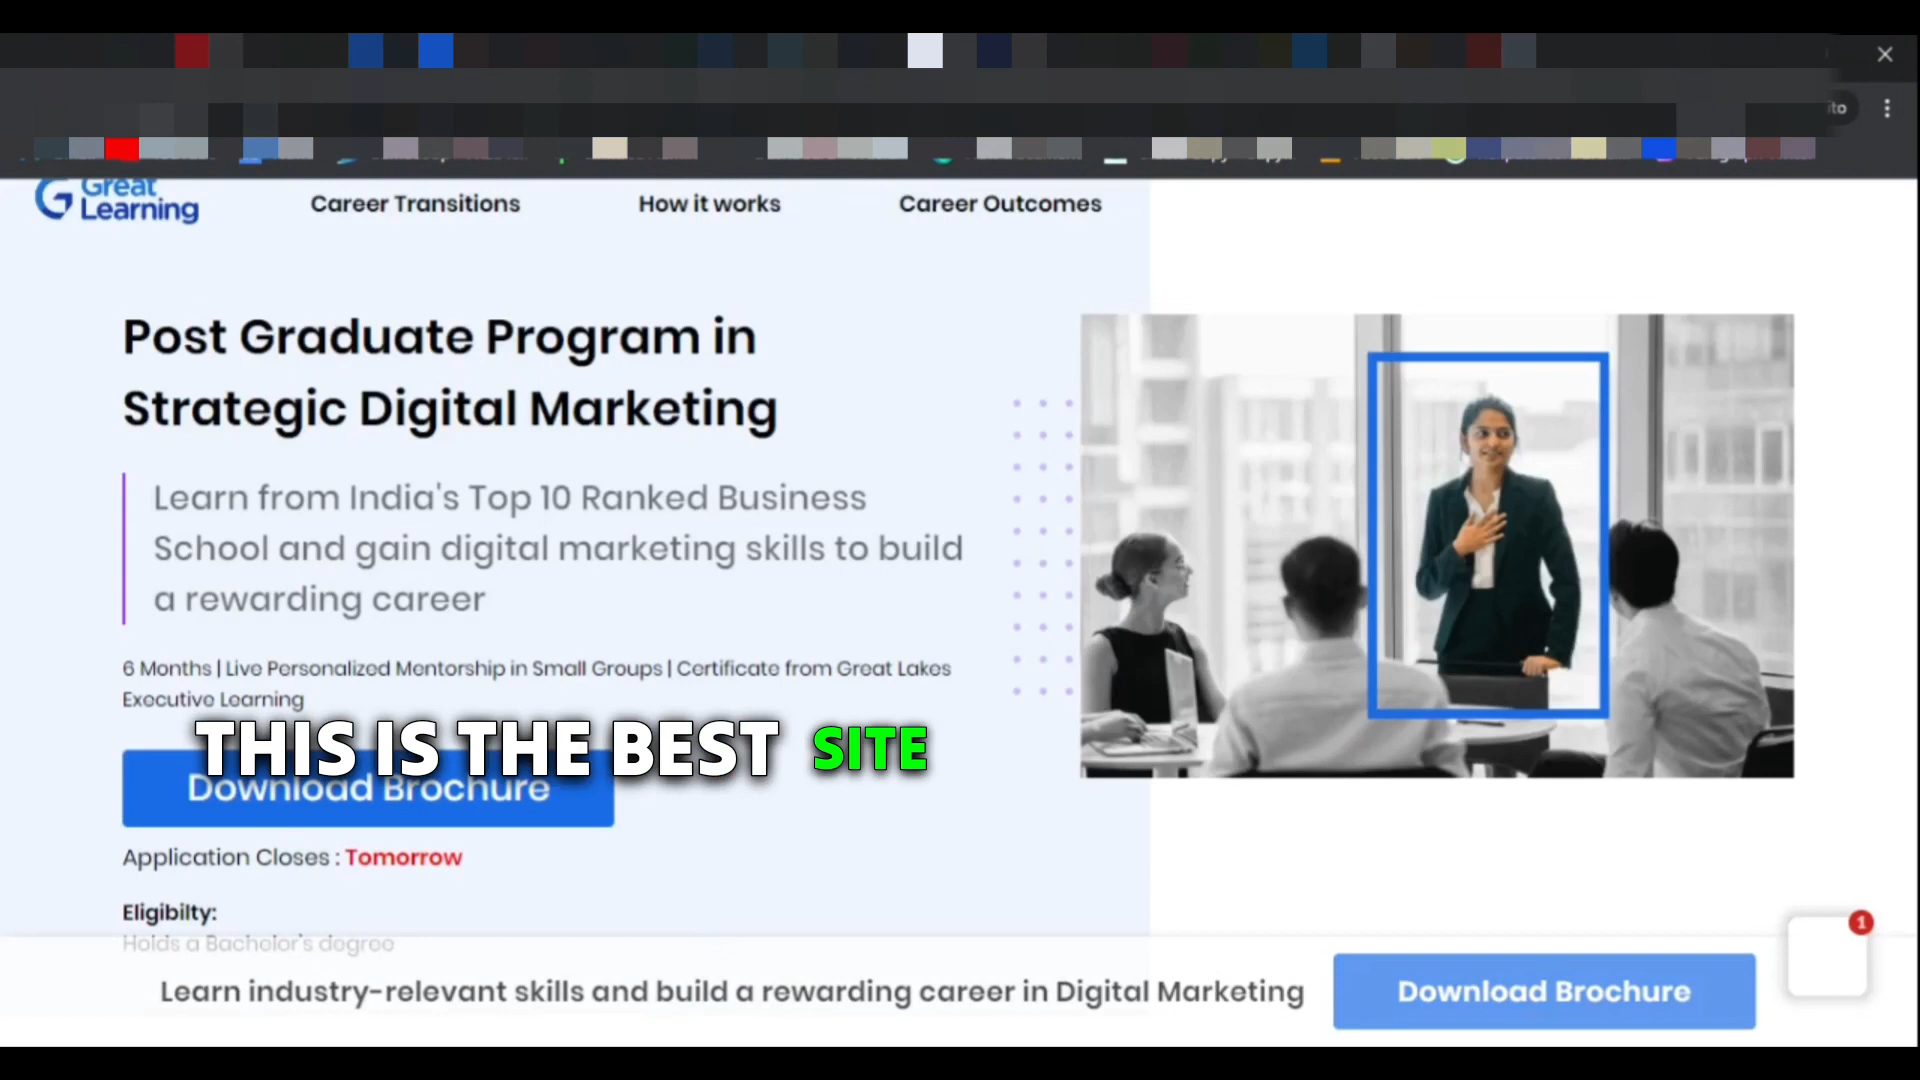 Great
Learning
Career Transitions
How it works
Career Outcomes
Post Graduate Program in
Strategic Digital Marketing
Learn from India's Top 10 Ranked Business
School and gain digital marketing skills to build
a rewarding career
6 Months | Live Personalized Mentorship in Small Groups | Certificate from Great Lakes
Executive Learning
THIS IS THE BEST SITE
Download Brochure
Application Closes : Tomorrow
Eligibilty:
Holds a Bachelor's degree
1
Learn industry-relevant skills and build a rewarding career in Digital Marketing
Download Brochure